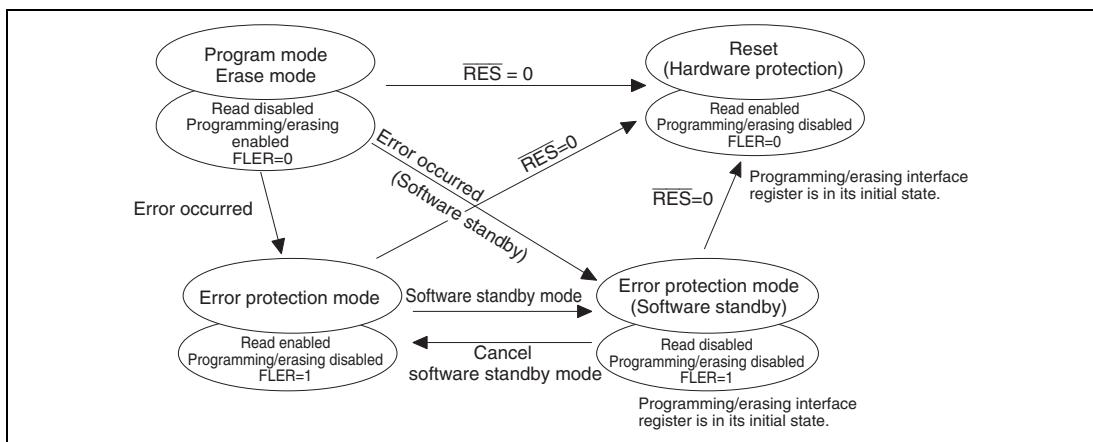 Program mode
Erase mode
Read disabled
Programming/erasing
enabled
FLER=0
RES = 0
Reset
(Hardware protection)
Read enabled
Programming/erasing disabled
FLER=0
Programming/erasing interface
register is in its initial state.
Error occurred
Error occurred
(Software standby)
RES=0
RES=0
Error protection mode
Read enabled
Programming/erasing disabled
FLER=1
Software standby mode
Cancel
software standby mode
Error protection mode
(Software standby)
Read disabled
Programming/erasing disabled
FLER=1
Programming/erasing interface
register is in its initial state.